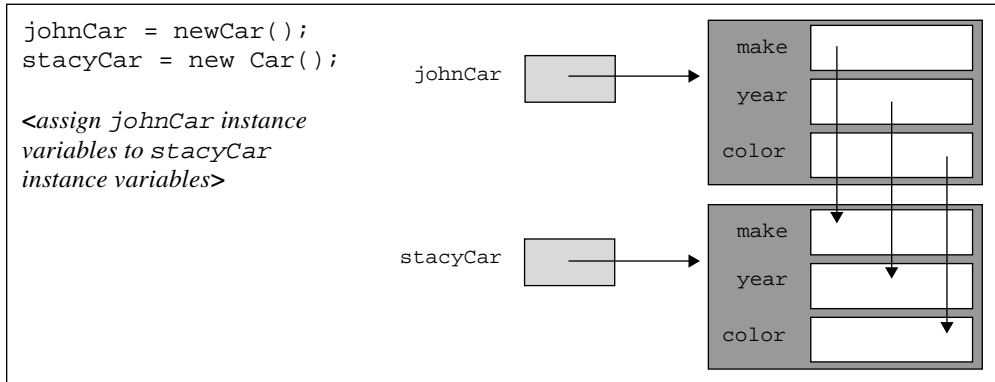 johnCar = newCar();
stacyCar = new Car();
<assign johnCar instance
variables to stacyCar
instance variables>
johnCar
make
year
color
stacyCar
make
year
color